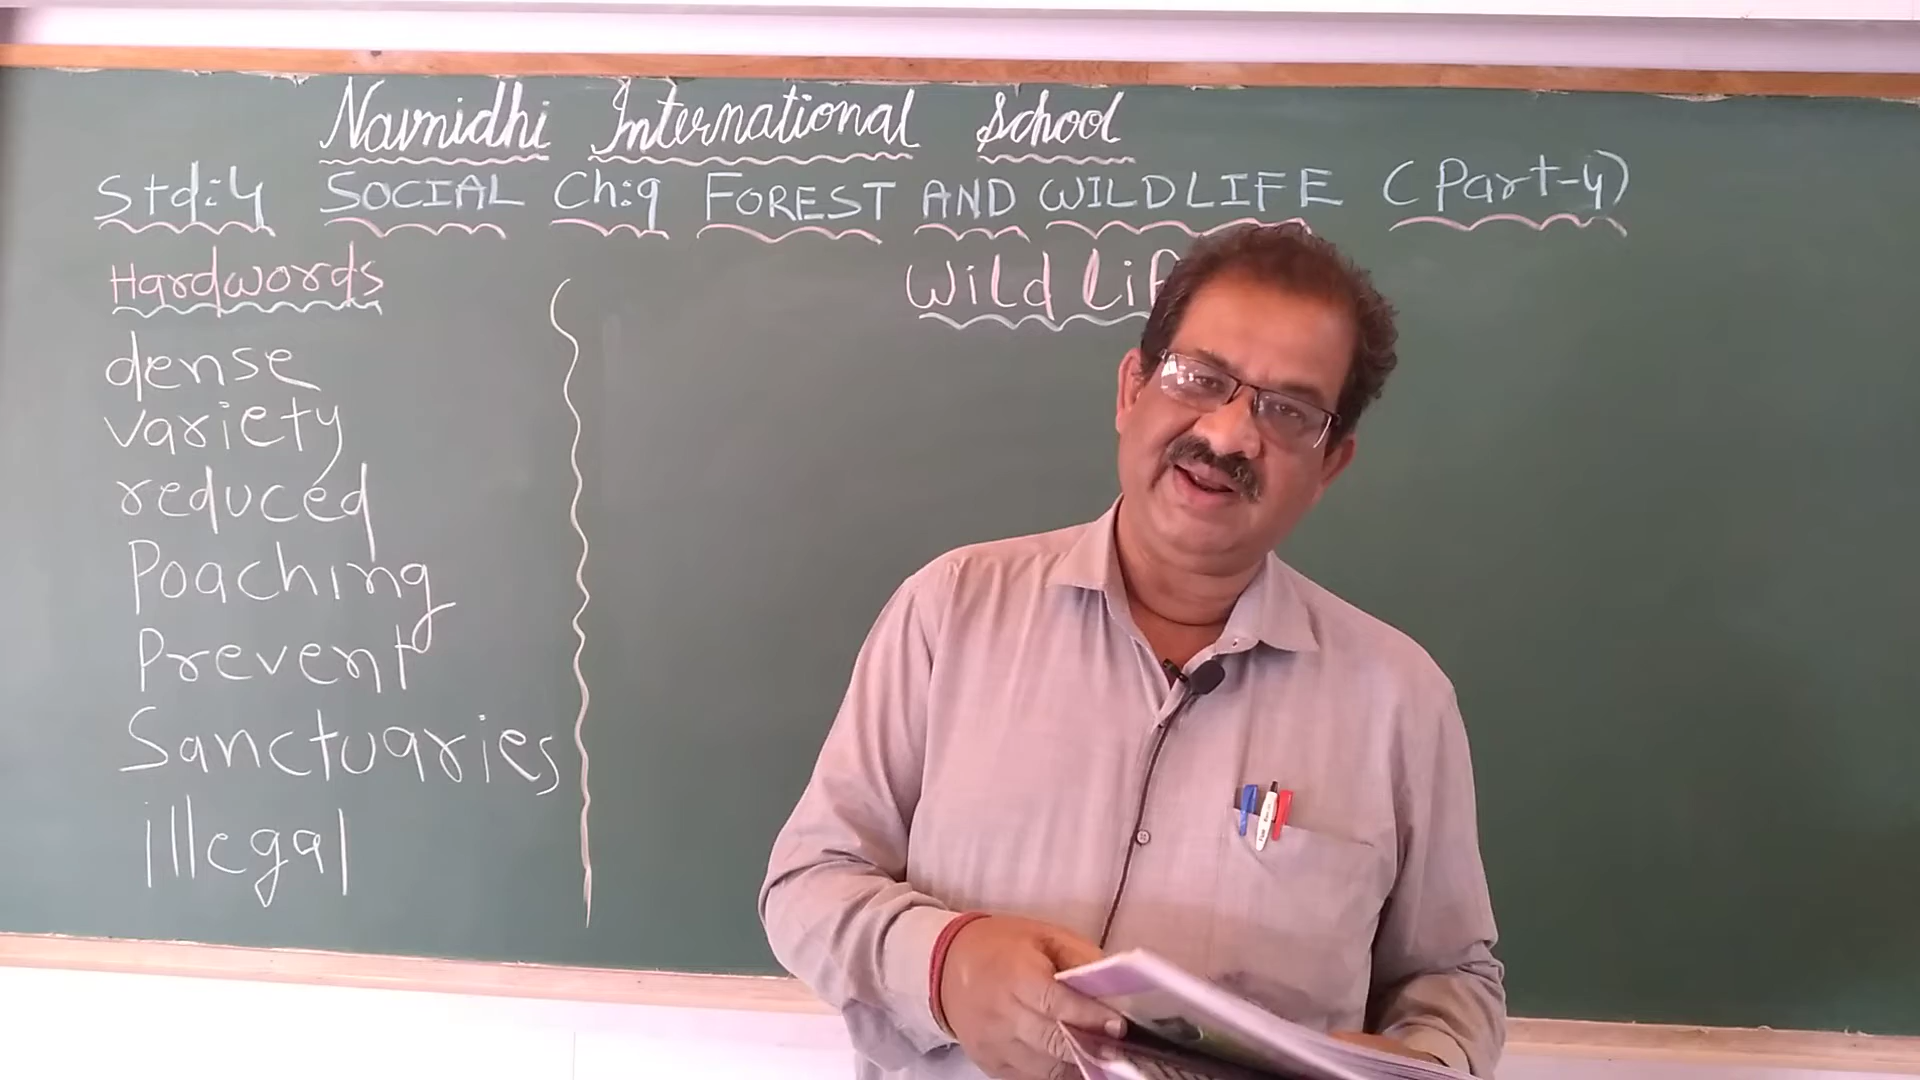 Navnidhi International School
Std:4 SOCIAL Ch:9 FOREST AND WILDLIFE (Part-4)
Hardwords
dense
variety
reduced
Poaching
Prevent
Sanctuaries
illegal
Wild Lif